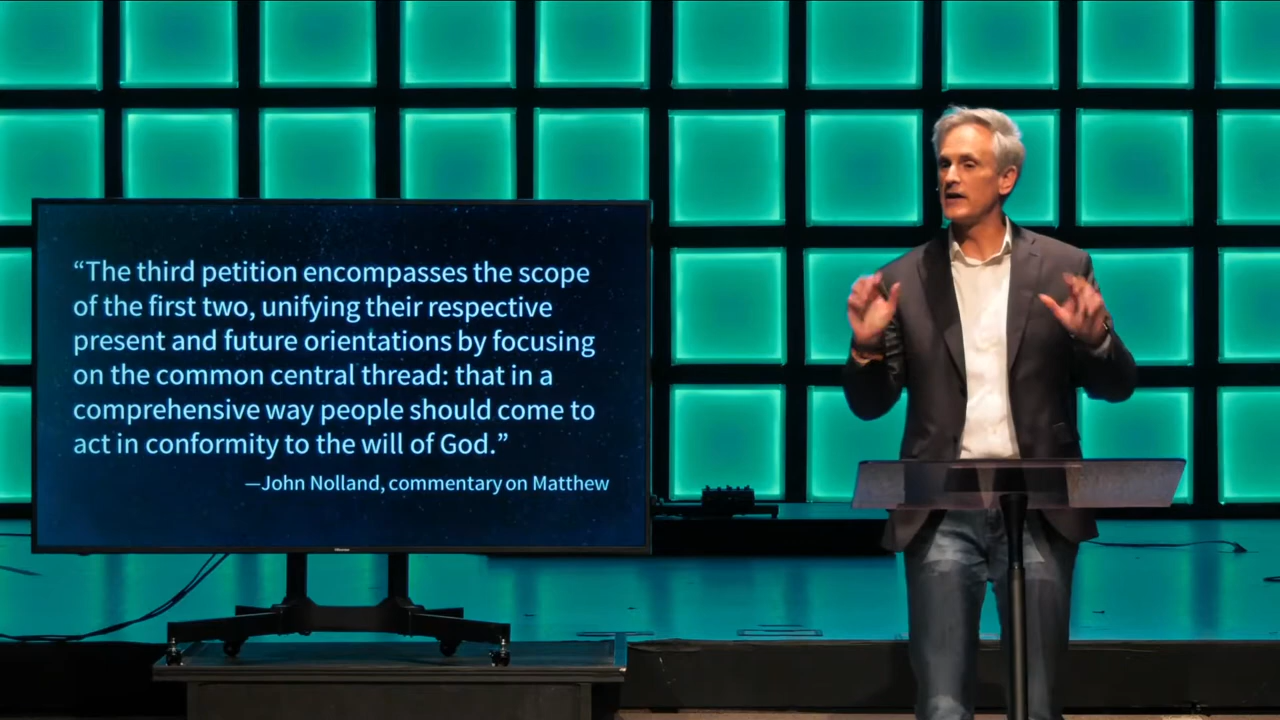 “The third petition encompasses the scope
of the first two, unifying their respective
present and future orientations by focusing
on the common central thread: that in a
comprehensive way people should come to
act in conformity to the will of God.”
—John Nolland, commentary on Matthew
Hisense